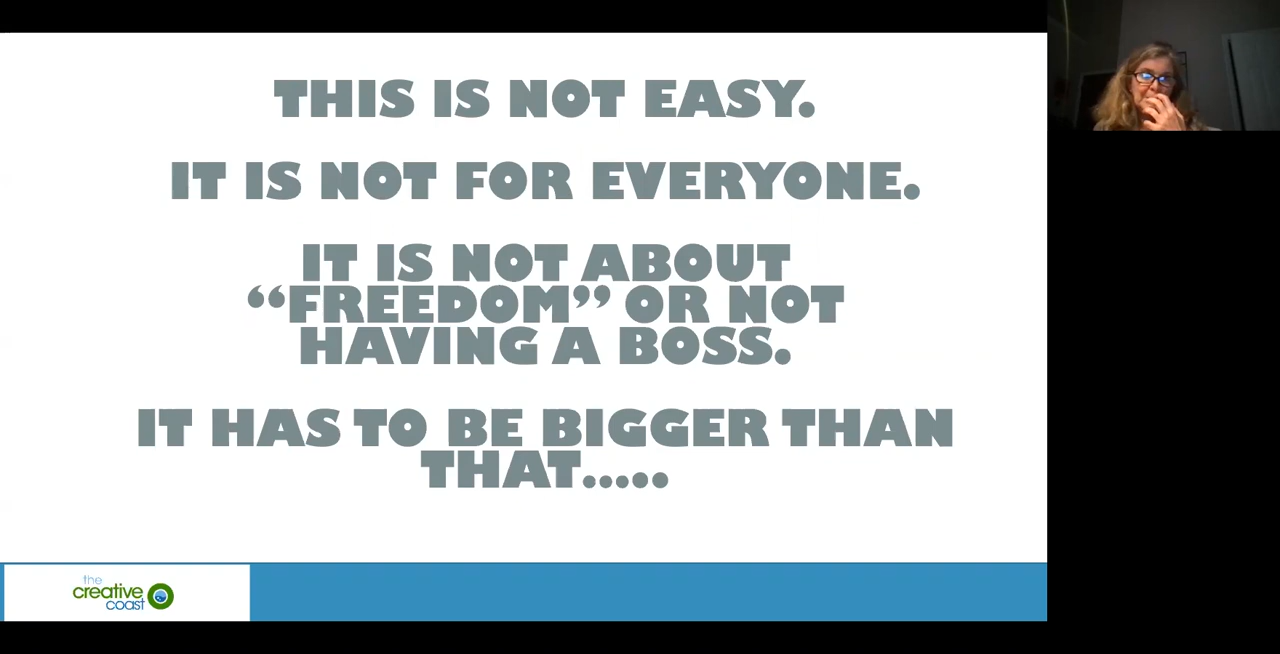 THIS IS NOT EASY.
IT IS NOT FOR EVERYONE.
IT IS NOT ABOUT
“FREEDOM” OR NOT
HAVING A BOSS.
IT HAS TO BE BIGGER THAN
THAT.....
the
creative
coast